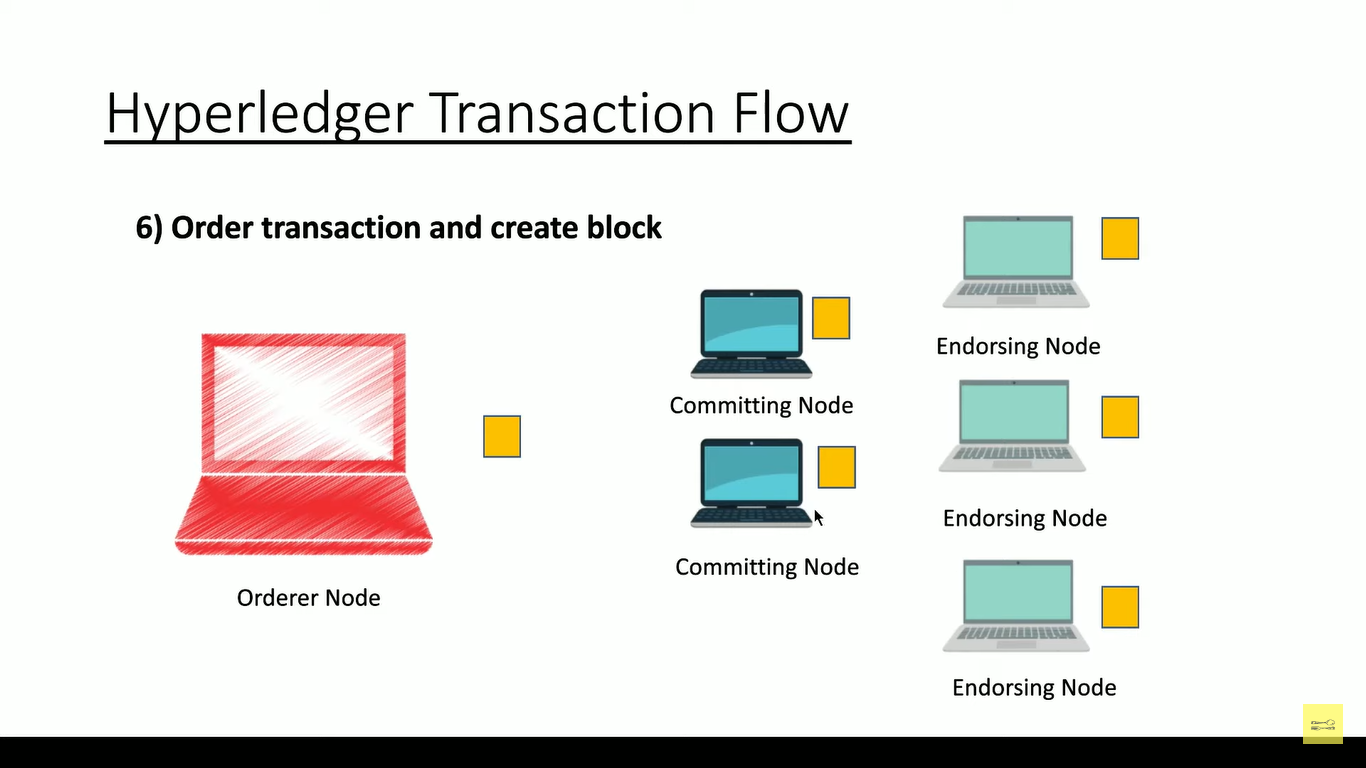 Hyperledger Transaction Flow
6) Order transaction and create block
Endorsing Node
Committing Node
Endorsing Node
Committing Node
Orderer Node
Endorsing Node